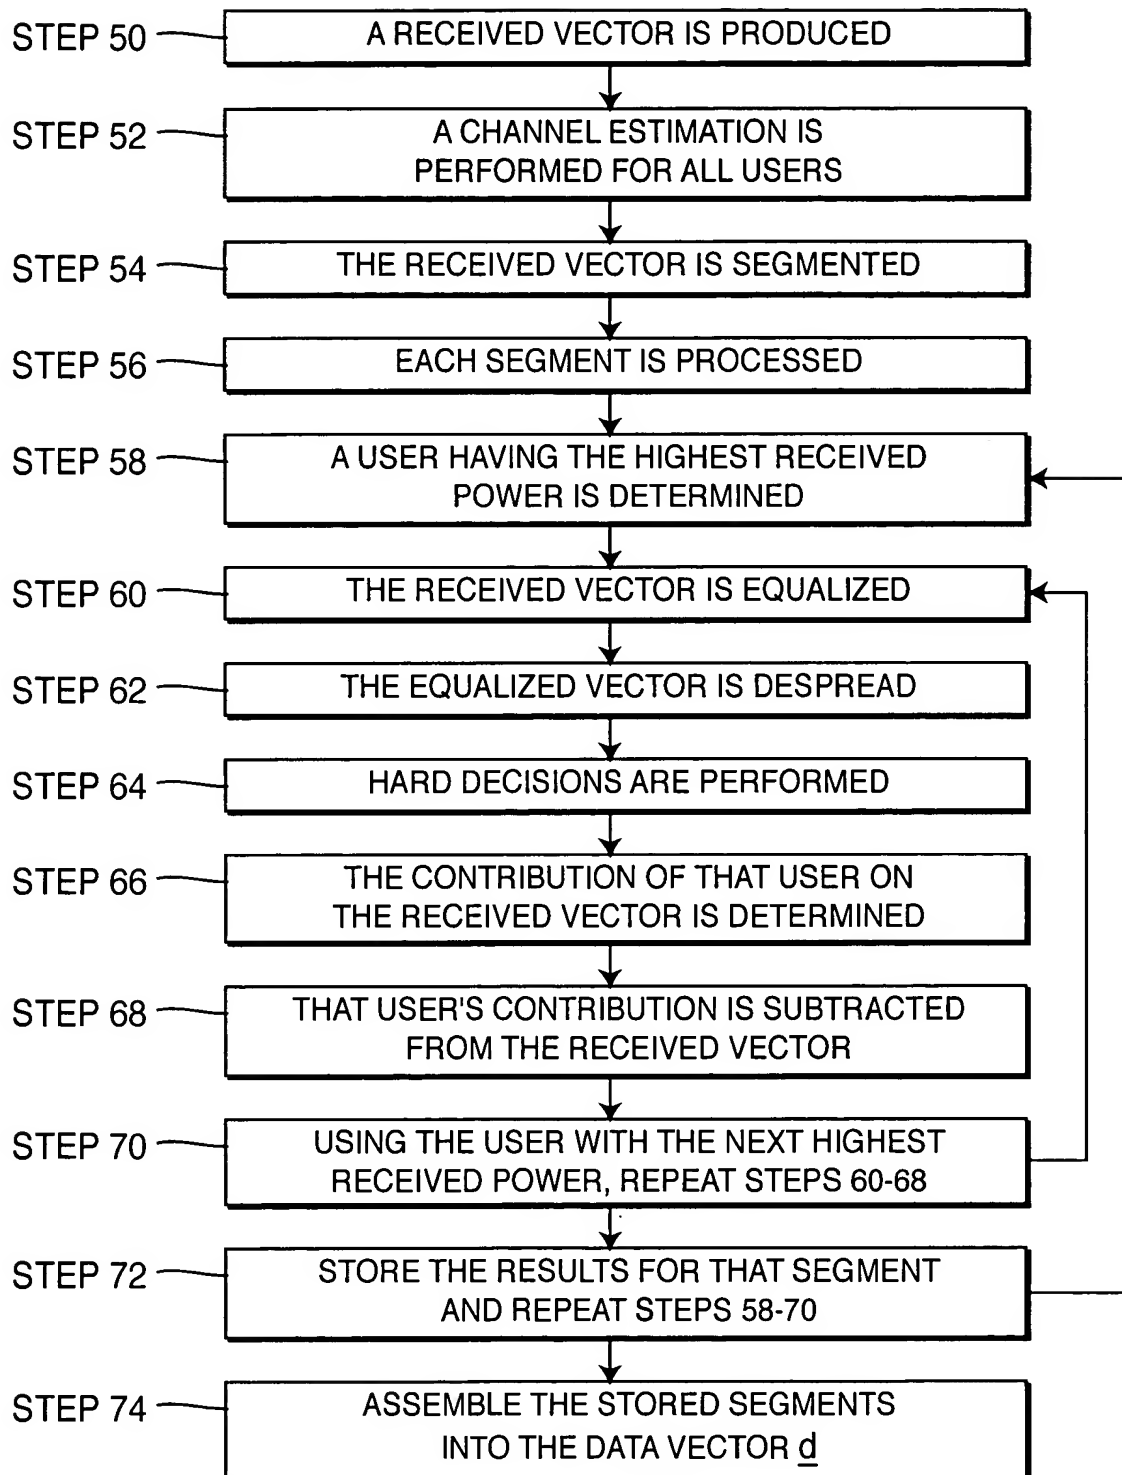 STEP 50
A RECEIVED VECTOR IS PRODUCED
STEP 52
A CHANNEL ESTIMATION IS
PERFORMED FOR ALL USERS
STEP 54
THE RECEIVED VECTOR IS SEGMENTED
STEP 56
EACH SEGMENT IS PROCESSED
STEP 58
A USER HAVING THE HIGHEST RECEIVED
POWER IS DETERMINED
STEP 60
THE RECEIVED VECTOR IS EQUALIZED
STEP 62
THE EQUALIZED VECTOR IS DESPREAD
STEP 64
HARD DECISIONS ARE PERFORMED
STEP 66
THE CONTRIBUTION OF THAT USER ON
THE RECEIVED VECTOR IS DETERMINED
STEP 68
THAT USER'S CONTRIBUTION IS SUBTRACTED
FROM THE RECEIVED VECTOR
STEP 70
USING THE USER WITH THE NEXT HIGHEST
RECEIVED POWER, REPEAT STEPS 60-68
STEP 72
STORE THE RESULTS FOR THAT SEGMENT
AND REPEAT STEPS 58-70
STEP 74
ASSEMBLE THE STORED SEGMENTS
INTO THE DATA VECTOR d